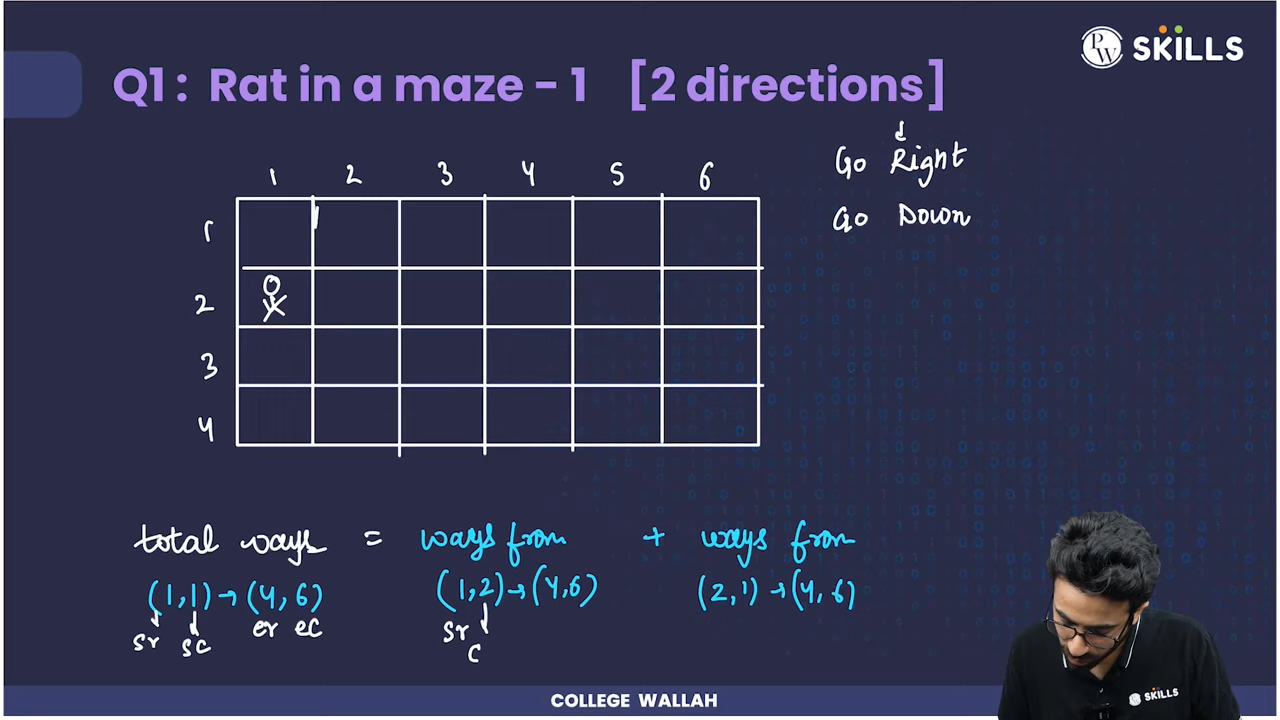 PW SKILLS
Q1 : Rat in a maze - 1 [2 directions]
Go Right
Go Down
1 2 3 4 5 6
1
2
3
4
total ways = ways from + ways from
(1,1) → (4,6) (1,2) → (4,6) (2,1) → (4,6)
sr sc er ec sr c
SKILLS
COLLEGE WALLAH